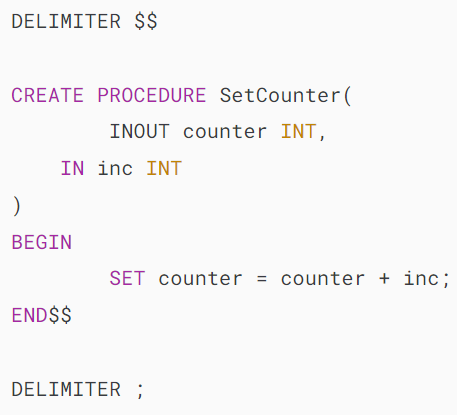 DELIMITER $$
CREATE PROCEDURE SetCounter(
INOUT counter INT,
IN inc INT
)
BEGIN
SET counter = counter + inc;
END$$
DELIMITER ;